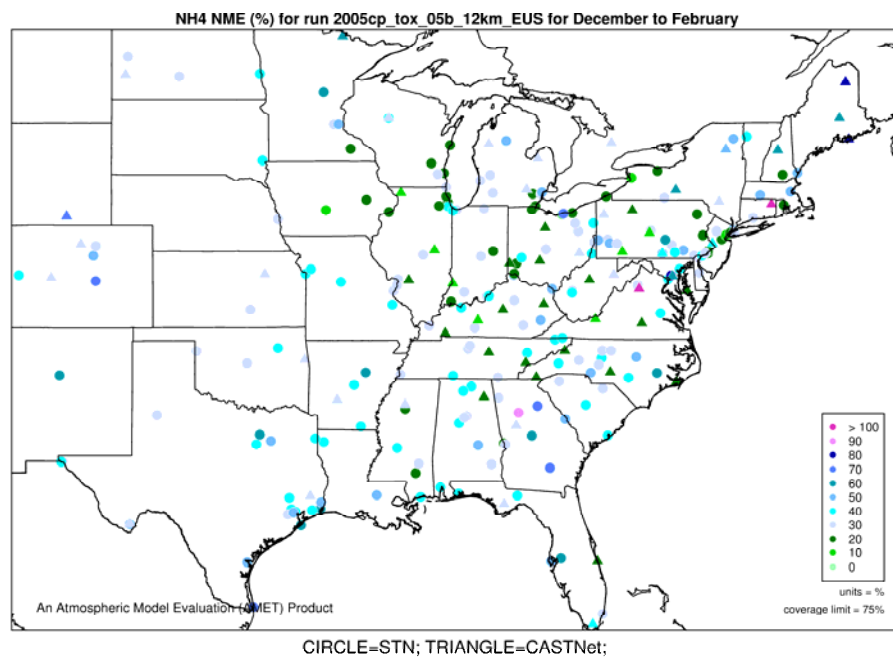 NH4 NME (%) for run 2005cp_tox_05b_12km_EUS for December to February
> 100
90
80
70
60
50
40
30
20
10
0
units = %
coverage limit = 75%
An Atmospheric Model Evaluation (AMET) Product
CIRCLE=STN; TRIANGLE=CASTNet;